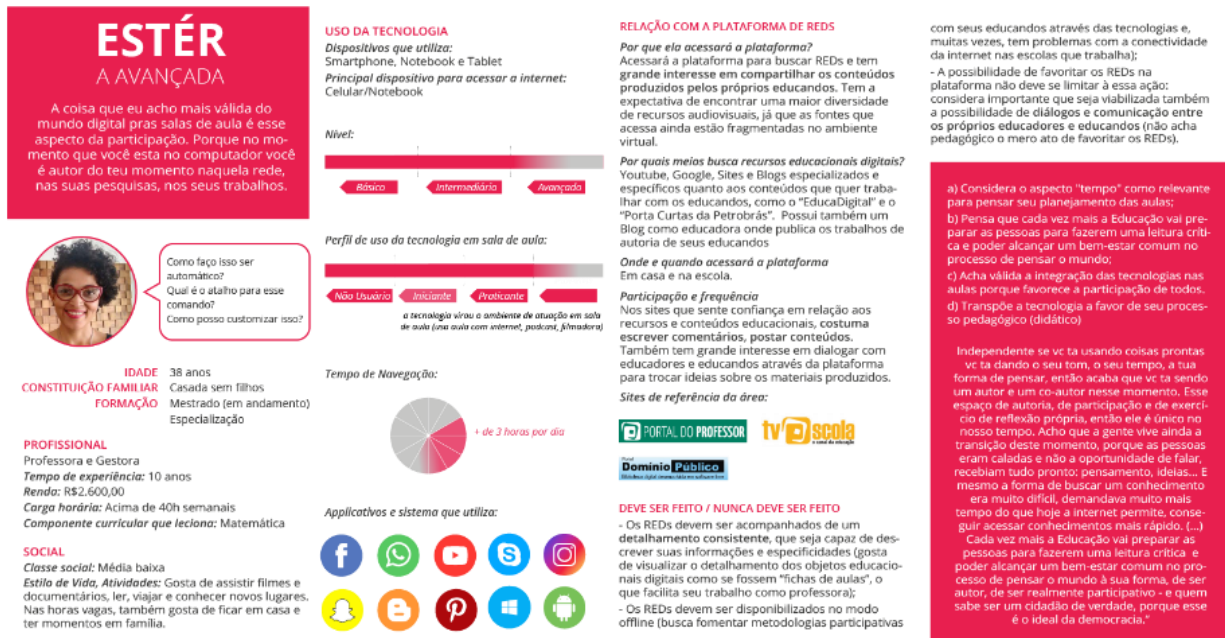 ESTÉR
A AVANÇADA
A coisa que eu acho mais válida do
mundo digital pras salas de aula é esse
aspecto da participação. Porque no mo-
mento que você esta no computador você
é autor do teu momento naquela rede,
nas suas pesquisas, nos seus trabalhos.
Como faço isso ser
automático?
Qual é o atalho para esse
comando?
Como posso customizar isso?
IDADE 38 anos
CONSTITUIÇÃO FAMILIAR Casada sem filhos
FORMAÇÃO Mestrado (em andamento)
Especialização
PROFISSIONAL
Professora e Gestora
Tempo de experiência: 10 anos
Renda: R$2.600,00
Carga horária: Acima de 40h semanais
Componente curricular que leciona: Matemática
SOCIAL
Classe social: Média baixa
Estilo de Vida, Atividades: Gosta de assistir filmes e
documentários, ler, viajar e conhecer novos lugares.
Nas horas vagas, também gosta de ficar em casa e
ter momentos em família.
USO DA TECNOLOGIA
Dispositivos que utiliza:
Smartphone, Notebook e Tablet
Principal dispositivo para acessar a internet:
Celular/Notebook
Nível:
Básico Intermediário Avançado
Perfil de uso da tecnologia em sala de aula:
Não Usuário Iniciante Praticante
a tecnologia virou o ambiente de atuação em sala
de aula (usa aula com internet, podcast, filmadora)
Tempo de Navegação:
+ de 3 horas por dia
Applicativos e sistema que utiliza:
RELAÇÃO COM A PLATAFORMA DE REDS
Por que ela acessará a plataforma?
Acessará a plataforma para buscar REDs e tem
grande interesse em compartilhar os conteúdos
produzidos pelos próprios educandos. Tem a
expectativa de encontrar uma maior diversidade
de recursos audiovisuais, já que as fontes que
acessa ainda estão fragmentadas no ambiente
virtual.
Por quais meios busca recursos educacionais digitais?
Youtube, Google, Sites e Blogs especializados e
específicos quanto aos conteúdos que quer traba-
lhar com os educandos, como o "EducaDigital" e o
"Porta Curtas da Petrobrás". Possui também um
Blog como educadora onde publica os trabalhos de
autoria de seus educandos
Onde e quando acessará a plataforma
Em casa e na escola.
Participação e frequência
Nos sites que sente confiança em relação aos
recursos e conteúdos educacionais, costuma
escrever comentários, postar conteúdos.
Também tem grande interesse em dialogar com
educadores e educandos através da plataforma
para trocar ideias sobre os materiais produzidos.
Sites de referência da área:
PORTAL DO PROFESSOR
tv escola
o canal da educação
Portal
Domínio Público
DEVE SER FEITO / NUNCA DEVE SER FEITO
- Os REDs devem ser acompanhados de um
detalhamento consistente, que seja capaz de des-
crever suas informações e especificidades (gosta
de visualizar o detalhamento dos objetos educacio-
nais digitais como se fossem "fichas de aulas", o
que facilita seu trabalho como professora);
- Os REDs devem ser disponibilizados no modo
offline (busca fomentar metodologias participativas
com seus educandos através das tecnologias e,
muitas vezes, tem problemas com a conectividade
da internet nas escolas que trabalha);
- A possibilidade de favoritar os REDs na
plataforma não deve se limitar à essa ação:
considera importante que seja viabilizada também
a possibilidade de diálogos e comunicação entre
os próprios educadores e educandos (não acha
pedagógico o mero ato de favoritar os REDs).
a) Considera o aspecto "tempo" como relevante
para pensar seu planejamento das aulas;
b) Pensa que cada vez mais a Educação vai pre-
parar as pessoas para fazerem uma leitura críti-
ca e poder alcançar um bem-estar comum no
processo de pensar o mundo;
c) Acha válida a integração das tecnologias nas
aulas porque favorece a participação de todos.
d) Transpõe a tecnologia a favor de seu proces-
so pedagógico (didático)
Independente se vc ta usando coisas prontas
vc ta dando o seu tom, o seu tempo, a tua
forma de pensar, então acaba que vc ta sendo
um autor e um co-autor nesse momento. Esse
espaço de autoria, de participação e de exercí-
cio de reflexão própria, então ele é único no
nosso tempo. Acho que a gente vive ainda a
transição deste momento, porque as pessoas
eram caladas e não a oportunidade de falar,
recebiam tudo pronto: pensamento, ideias... E
mesmo a forma de buscar um conhecimento
era muito difícil, demandava muito mais
tempo do que hoje a internet permite, conse-
guir acessar conhecimentos mais rápido. (...)
Cada vez mais a Educação vai preparar as
pessoas para fazerem uma leitura crítica e
poder alcançar um bem-estar comum no pro-
cesso de pensar o mundo à sua forma, de ser
autor, de ser realmente participativo - e quem
sabe ser um cidadão de verdade, porque esse
é o ideal da democracia."